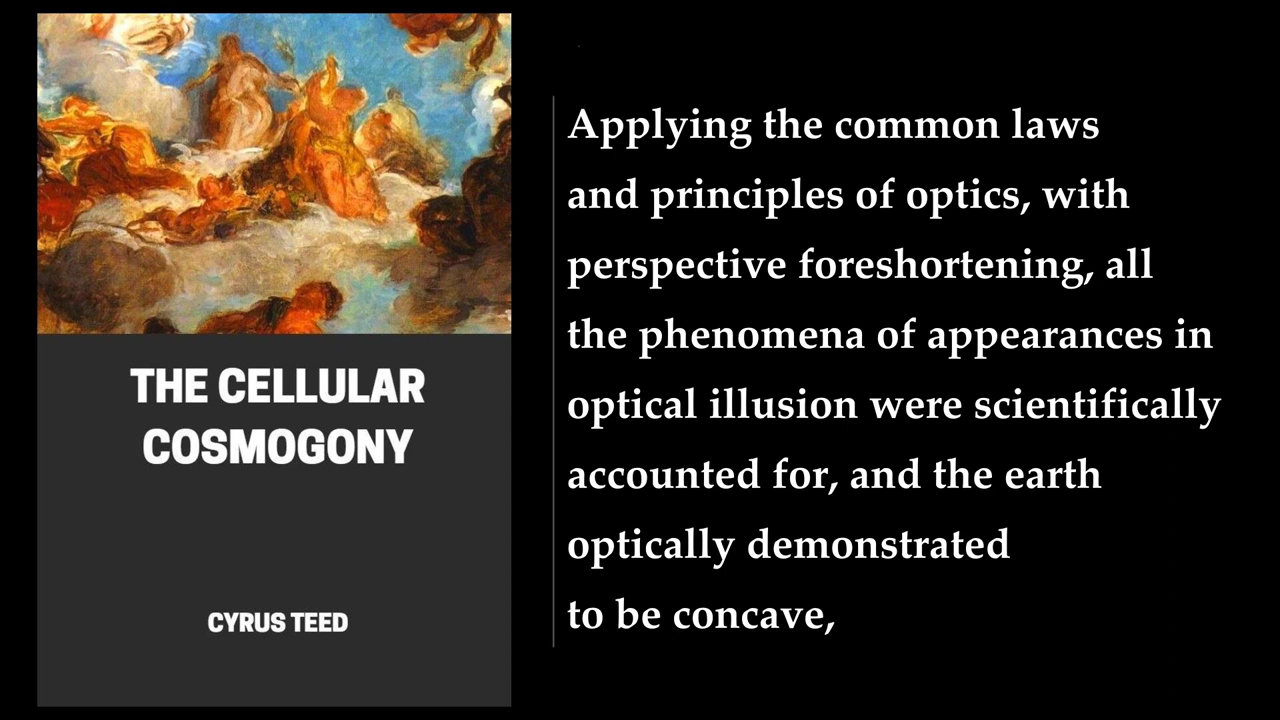 THE CELLULAR
COSMOGONY
CYRUS TEED
Applying the common laws
and principles of optics, with
perspective foreshortening, all
the phenomena of appearances in
optical illusion were scientifically
accounted for, and the earth
optically demonstrated
to be concave,